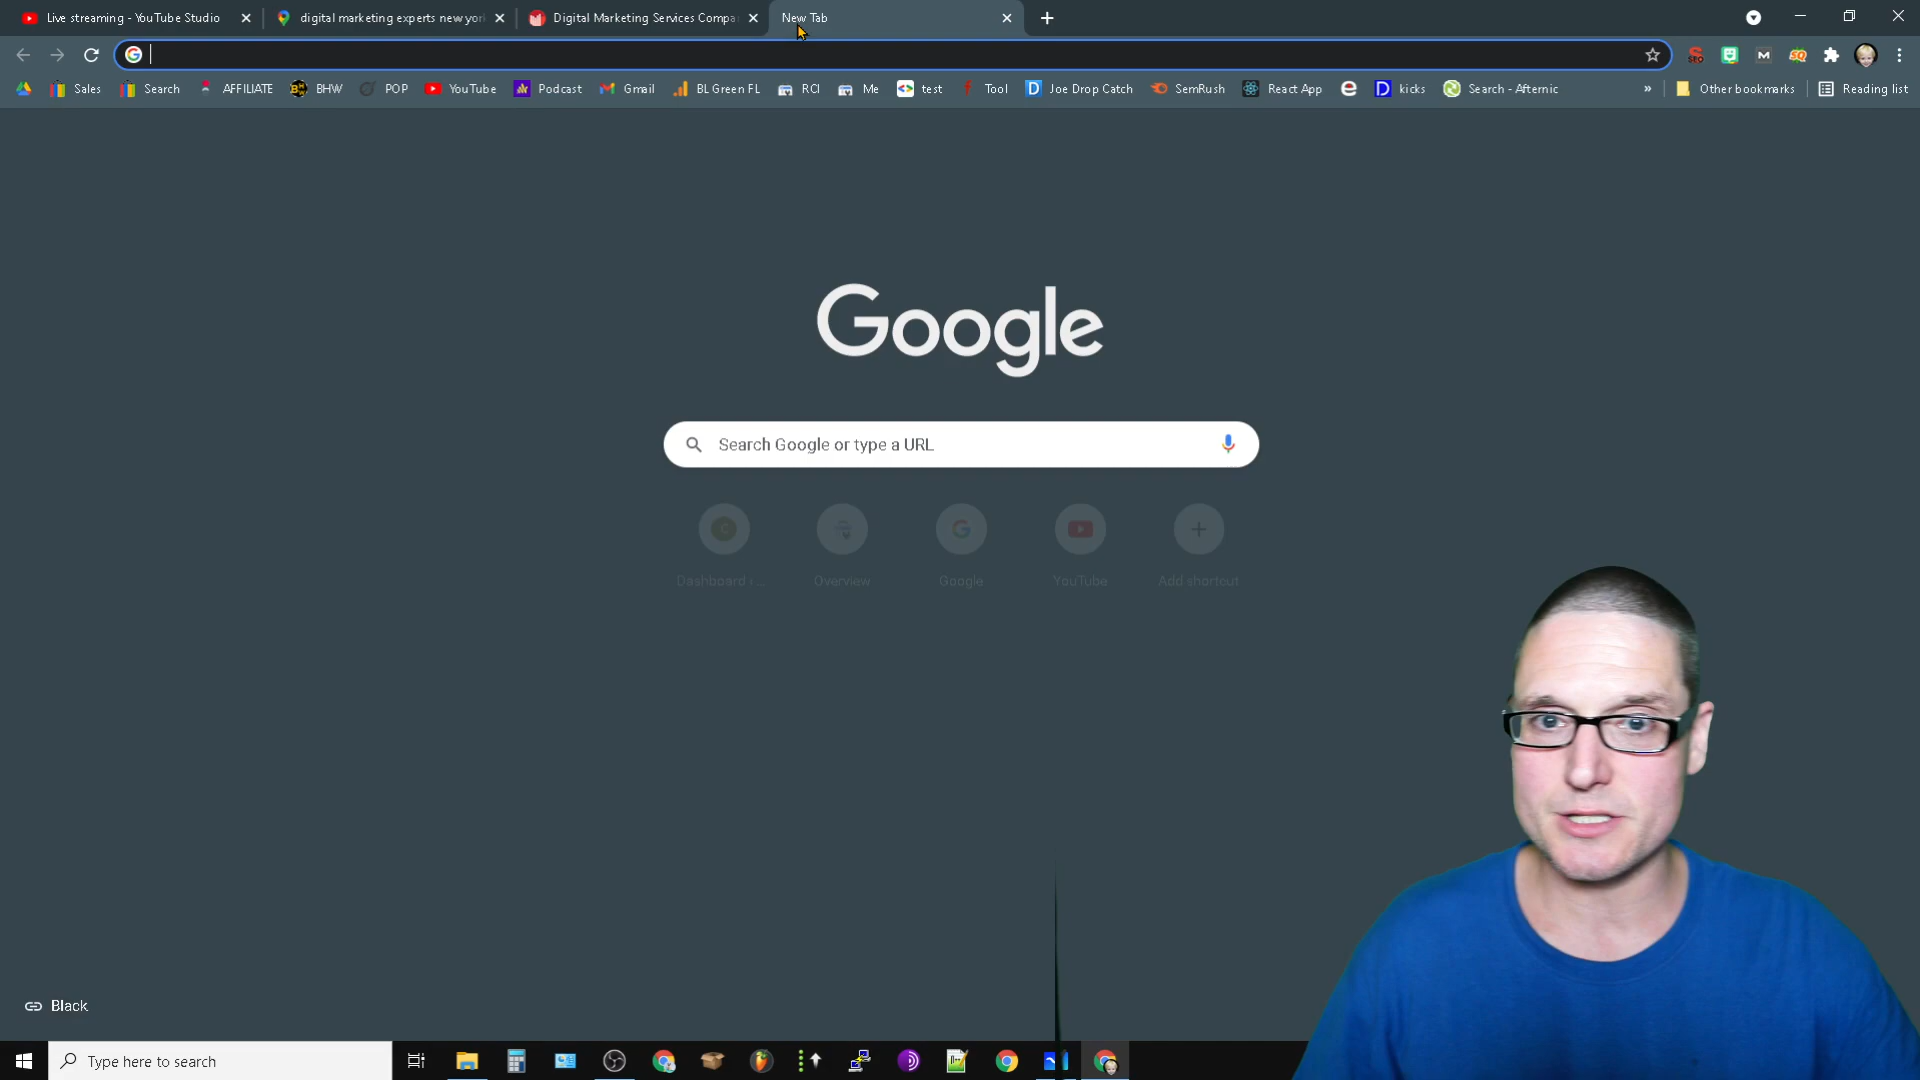 Live streaming - YouTube Studio
digital marketing experts new yor
Digital Marketing Services Compa
New Tab
Sales
Search
AFFILIATE
BHW
POP
YouTube
Podcast
Gmail
BL Green FL
RCI
Me
test
Tool
Joe Drop Catch
SemRush
React App
kicks
Search - Afternic
»
Other bookmarks
Reading list
Google
Search Google or type a URL
Dashboard ‹ ...
Overview
Google
YouTube
Add shortcut
Black
Type here to search